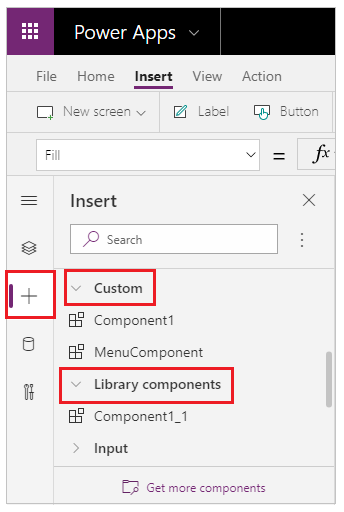 Power Apps
File Home Insert View Action
New screen Label Button
Fill = fx
Insert
Search
Custom
Component1
MenuComponent
Library components
Component1_1
Input
Get more components